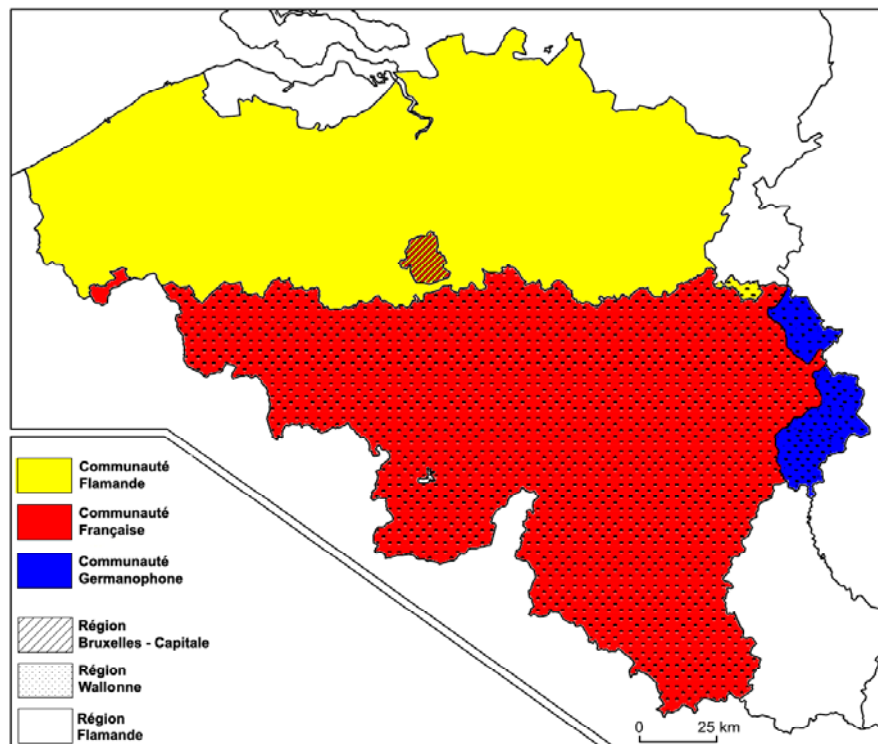 Communauté
Flamande
Communauté
Française
Communauté
Germanophone
Région
Bruxelles - Capitale
Région
Wallonne
Région
Flamande
0 25 km